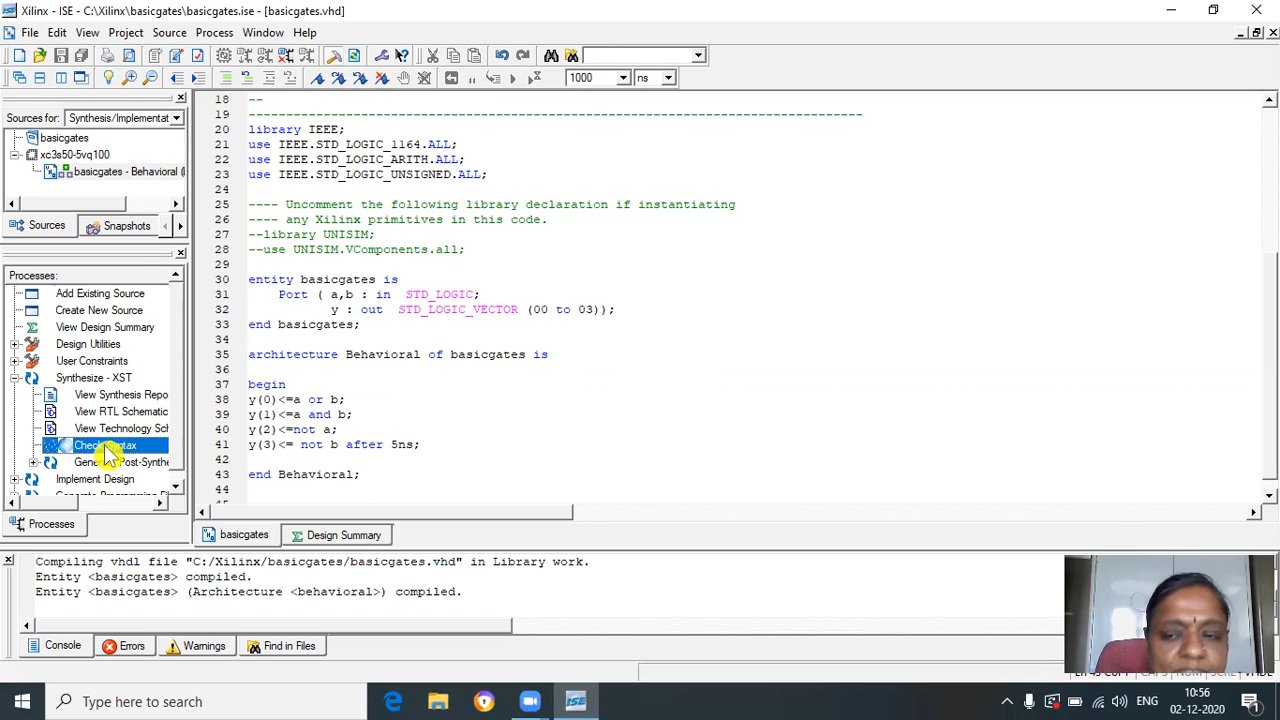 Xilinx - ISE - C:\Xilinx\basicgates\basicgates.ise - [basicgates.vhd]
File Edit View Project Source Process Window Help
1000 ns
Sources for: Synthesis/Implementat
basicgates
xc3s50-5vq100
basicgates - Behavioral (
Sources Snapshots
Processes:
Add Existing Source
Create New Source
View Design Summary
Design Utilities
User Constraints
Synthesize - XST
View Synthesis Repo
View RTL Schematic
View Technology Sch
Implement Design
Processes
18 --
19 ----------------------------------------------------------------------------------
20 library IEEE;
21 use IEEE.STD_LOGIC_1164.ALL;
22 use IEEE.STD_LOGIC_ARITH.ALL;
23 use IEEE.STD_LOGIC_UNSIGNED.ALL;
24
25 ---- Uncomment the following library declaration if instantiating
26 ---- any Xilinx primitives in this code.
27 --library UNISIM;
28 --use UNISIM.VComponents.all;
29
30 entity basicgates is
31 Port ( a,b : in STD_LOGIC;
32 y : out STD_LOGIC_VECTOR (00 to 03));
33 end basicgates;
34
35 architecture Behavioral of basicgates is
36
37 begin
38 y(0)<=a or b;
39 y(1)<=a and b;
40 y(2)<=not a;
41 y(3)<= not b after 5ns;
42
43 end Behavioral;
44
basicgates Design Summary
Compiling vhdl file "C:/Xilinx/basicgates/basicgates.vhd" in Library work.
Entity <basicgates> compiled.
Entity <basicgates> (Architecture <behavioral>) compiled.
Console Errors Warnings Find in Files
Type here to search
ENG
10:56
02-12-2020
1